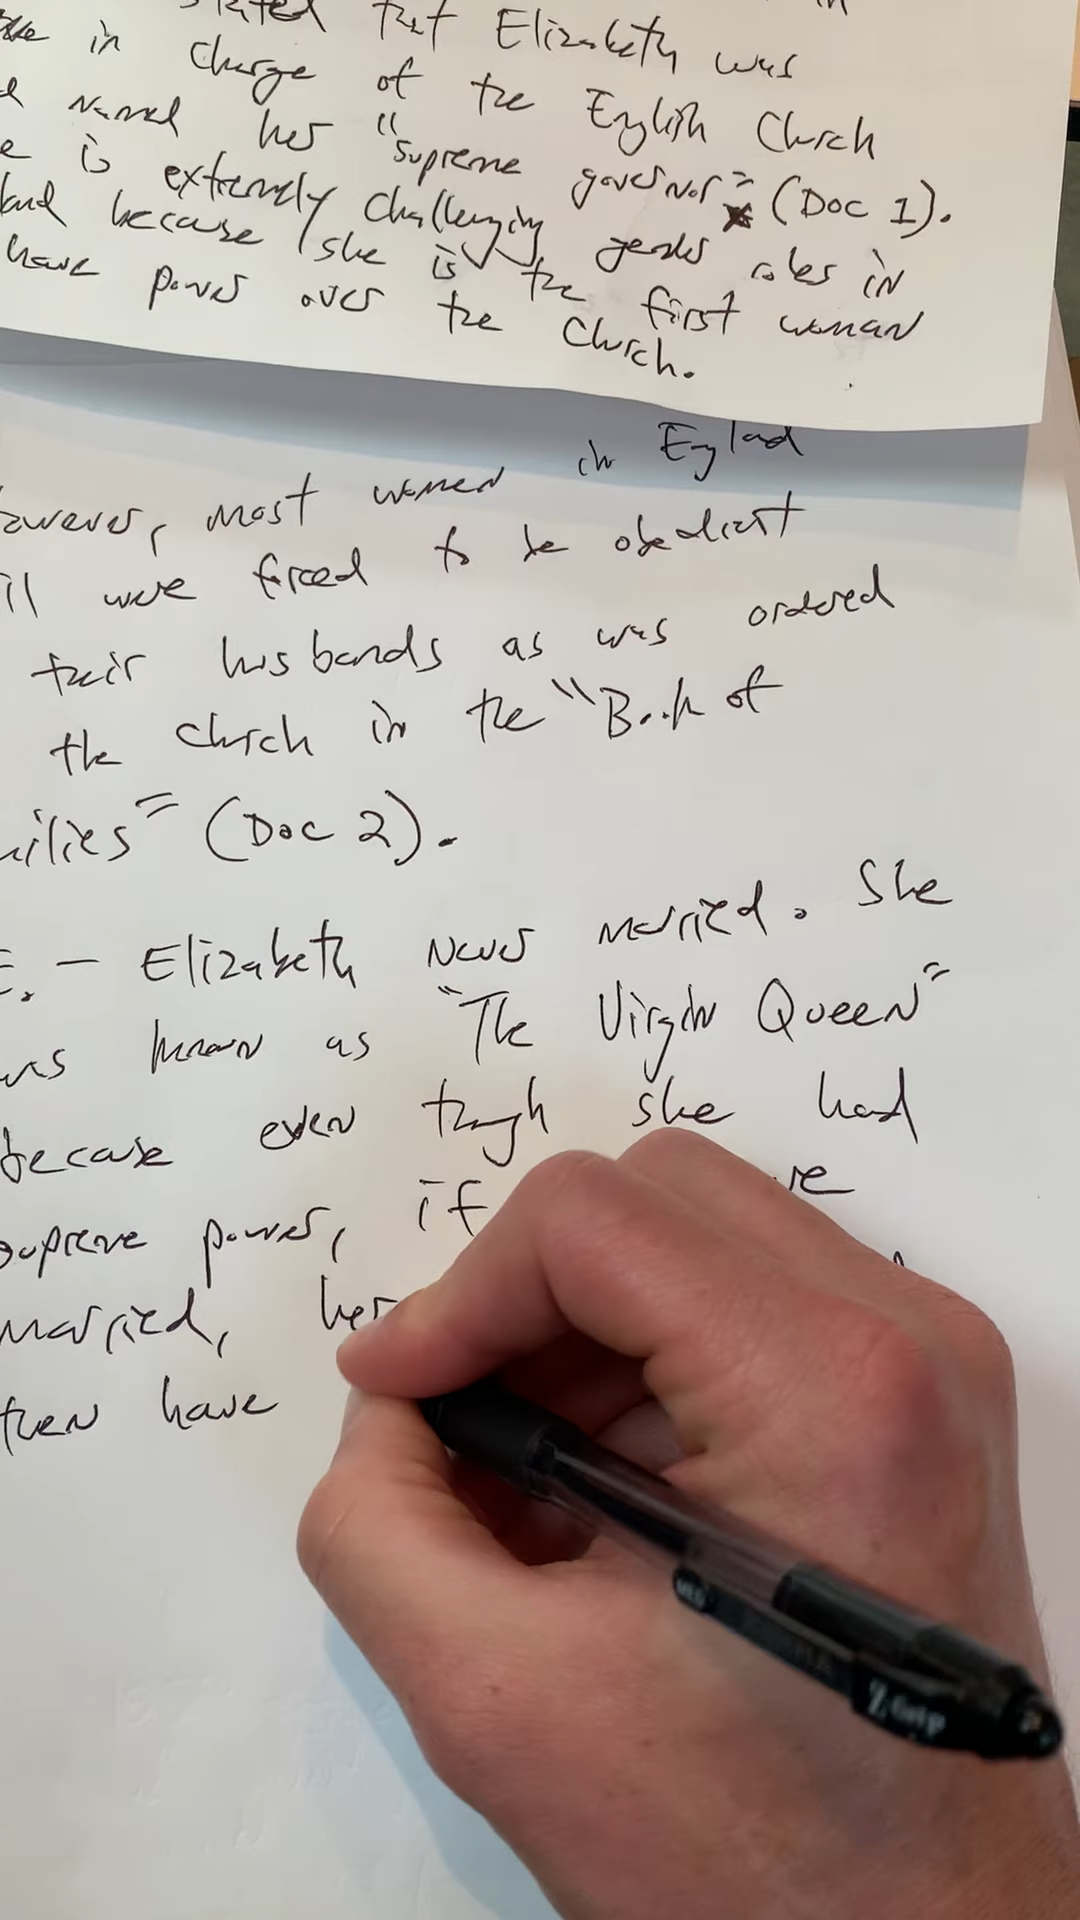 stated that Elizabeth was in
in charge of the English Church
named her "supreme governor" (Doc 1).
is extremely challenging gender roles in
because she is the first woman
have power over the Church.
in England
most women
were forced to be obedient
their husbands as was ordered
the church in the "Book of
(Doc 2).
E. - Elizabeth never married. She
known as "The Virgin Queen"
because even though she had
supreme power, if
married, her
then have
Z-Grip